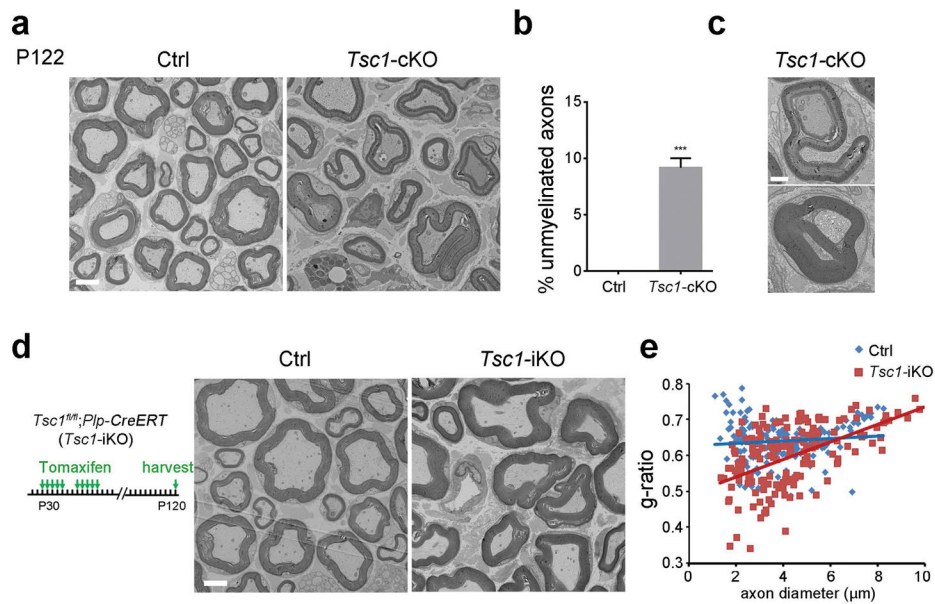 a
P122
Ctrl
Tsc1-cKO
b
% unmyelinated axons
15
10
5
0
***
Ctrl
Tsc1-cKO
c
Tsc1-cKO
d
Tsc1fl/fl;Plp-CreERT
(Tsc1-iKO)
Tomaxifen
harvest
P30
P120
Ctrl
Tsc1-iKO
e
Ctrl
Tsc1-iKO
g-ratio
0.8
0.7
0.6
0.5
0.4
0.3
0
2
4
6
8
10
axon diameter (μm)